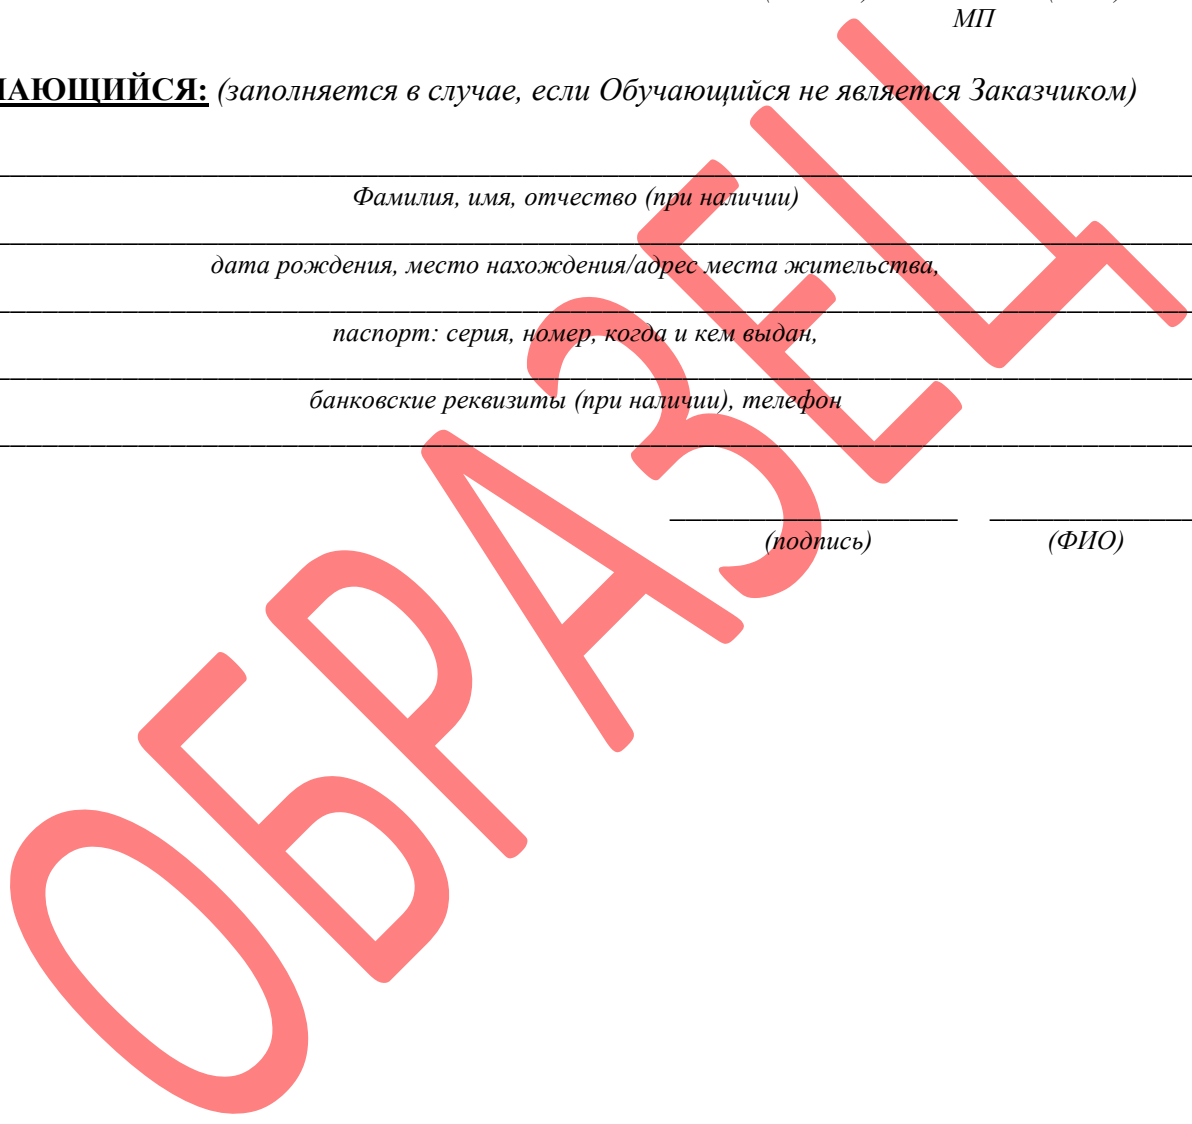 МП
ЧАЮЩИЙСЯ: (заполняется в случае, если Обучающийся не является Заказчиком)
Фамилия, имя, отчество (при наличии)
дата рождения, место нахождения/адрес места жительства,
паспорт: серия, номер, когда и кем выдан,
банковские реквизиты (при наличии), телефон
(подпись) (ФИО)
ОБРАЗЕЦ